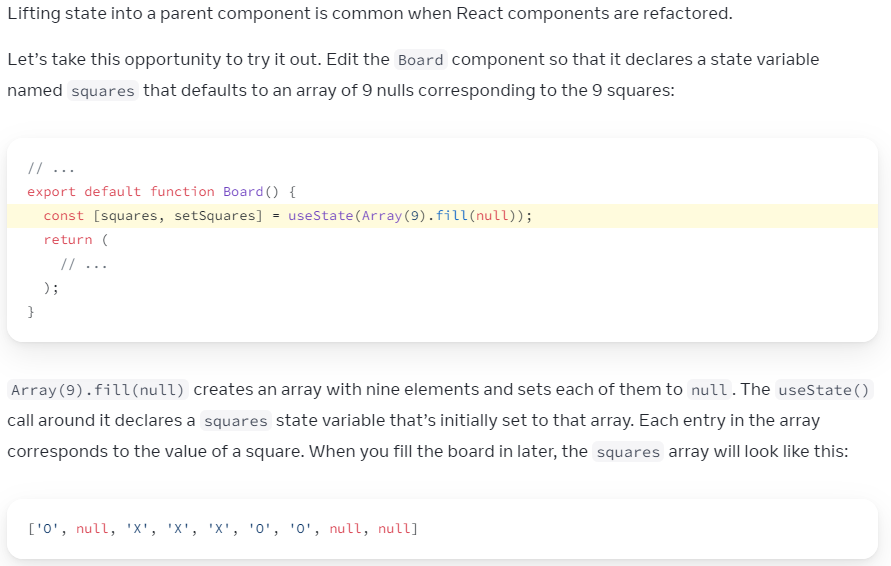 Lifting state into a parent component is common when React components are refactored.
Let’s take this opportunity to try it out. Edit the Board component so that it declares a state variable
named squares that defaults to an array of 9 nulls corresponding to the 9 squares:
// ...
export default function Board() {
  const [squares, setSquares] = useState(Array(9).fill(null));
  return (
    // ...
  );
}
Array(9).fill(null) creates an array with nine elements and sets each of them to null. The useState()
call around it declares a squares state variable that’s initially set to that array. Each entry in the array
corresponds to the value of a square. When you fill the board in later, the squares array will look like this:
['O', null, 'X', 'X', 'X', 'O', 'O', null, null]